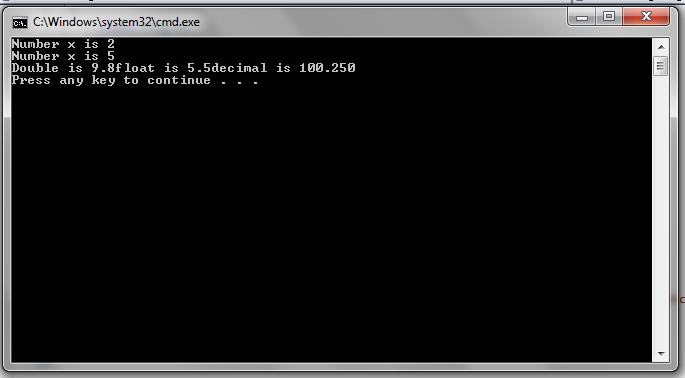 C:\Windows\system32\cmd.exe
Number x is 2
Number x is 5
Double is 9.8float is 5.5decimal is 100.250
Press any key to continue . . .